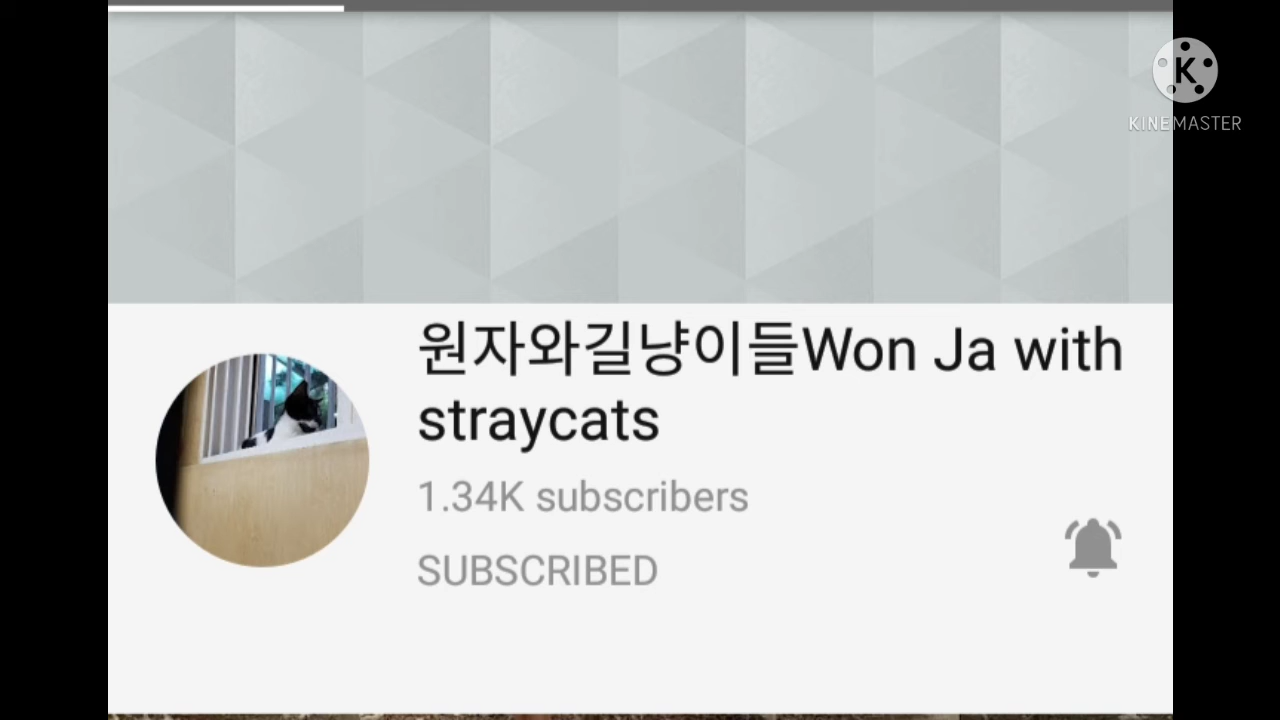 K
KINEMASTER
원자와길냥이들Won Ja with
straycats
1.34K subscribers
SUBSCRIBED